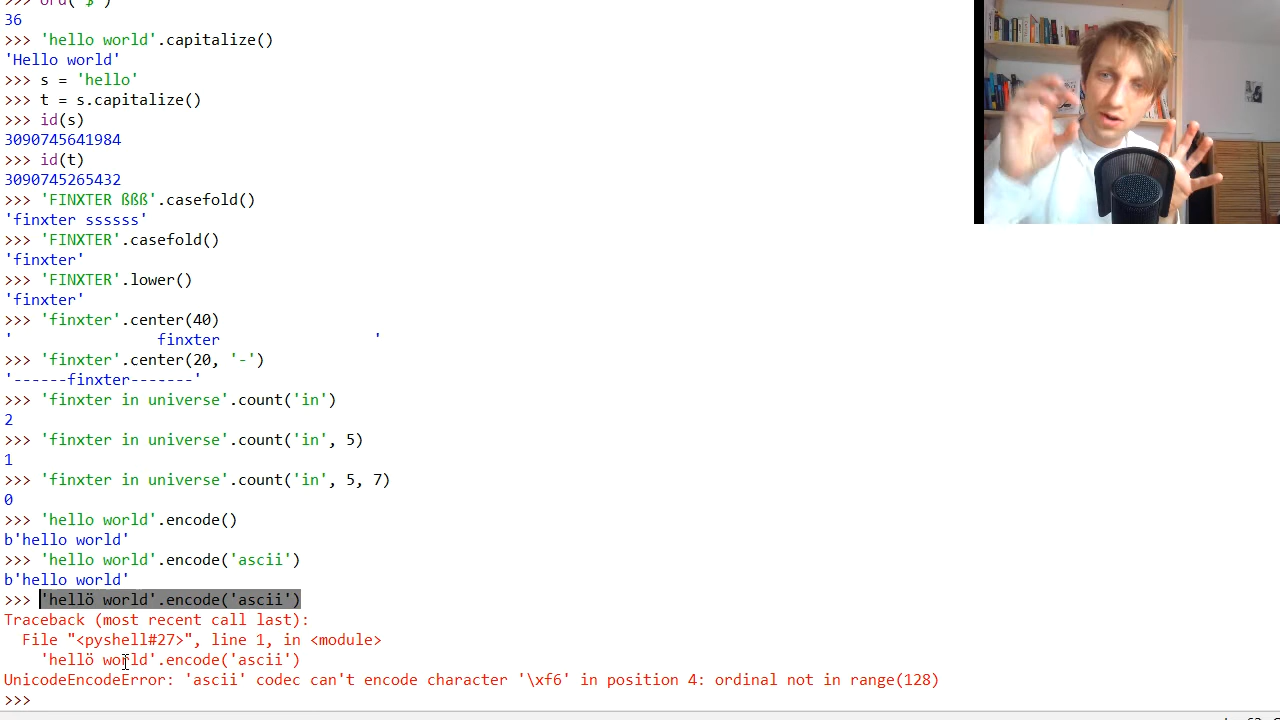 >>> ord('$')
36
>>> 'hello world'.capitalize()
'Hello world'
>>> s = 'hello'
>>> t = s.capitalize()
>>> id(s)
3090745641984
>>> id(t)
3090745265432
>>> 'FINXTER ßßß'.casefold()
'finxter ssssss'
>>> 'FINXTER'.casefold()
'finxter'
>>> 'FINXTER'.lower()
'finxter'
>>> 'finxter'.center(40)
'                finxter                 '
>>> 'finxter'.center(20, '-')
'------finxter-------'
>>> 'finxter in universe'.count('in')
2
>>> 'finxter in universe'.count('in', 5)
1
>>> 'finxter in universe'.count('in', 5, 7)
0
>>> 'hello world'.encode()
b'hello world'
>>> 'hello world'.encode('ascii')
b'hello world'
>>> 'hellö world'.encode('ascii')
Traceback (most recent call last):
  File "<pyshell#27>", line 1, in <module>
    'hellö world'.encode('ascii')
UnicodeEncodeError: 'ascii' codec can't encode character '\xf6' in position 4: ordinal not in range(128)
>>>